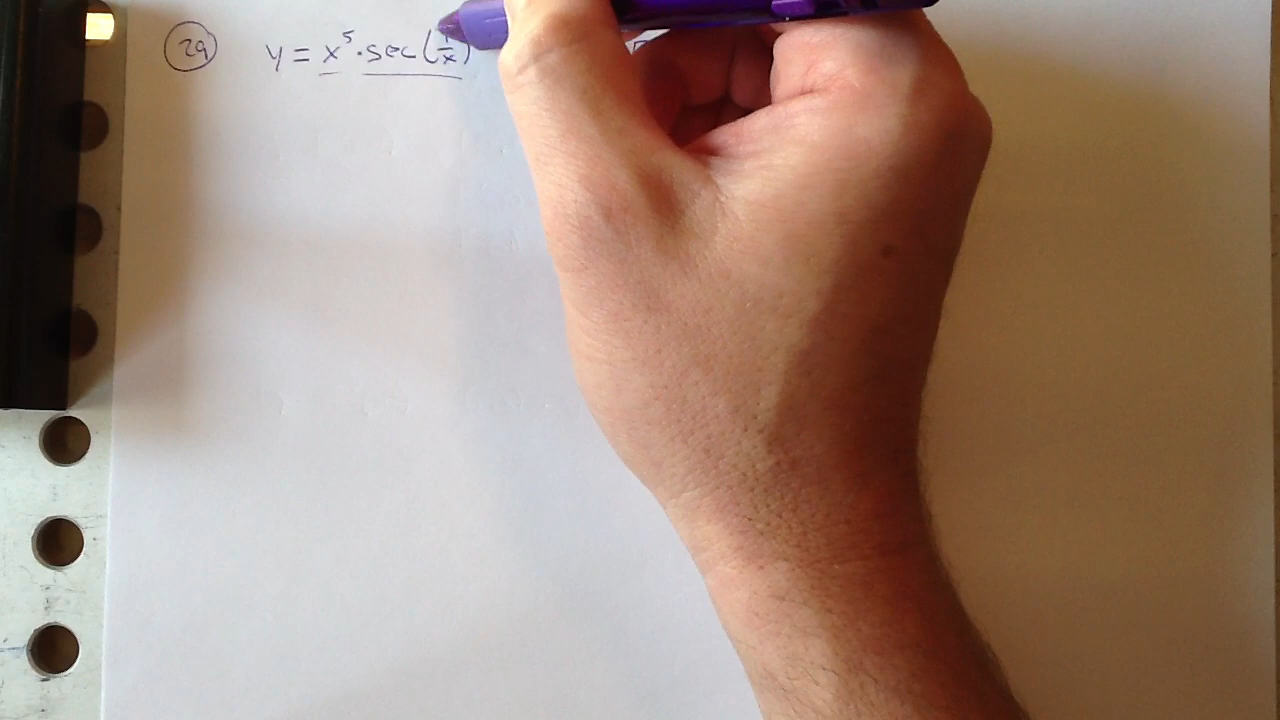 29 y = x⁵·sec(1/x)